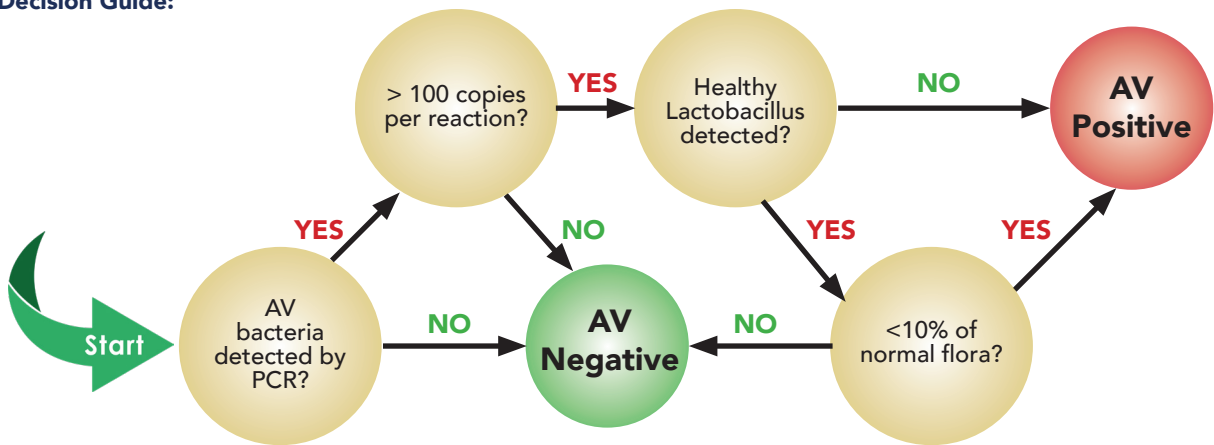 Decision Guide:
> 100 copies
per reaction?
YES
Healthy
Lactobacillus
detected?
NO
AV
Positive
YES
NO
YES
YES
Start
AV
bacteria
detected by
PCR?
NO
AV
Negative
NO
<10% of
normal flora?